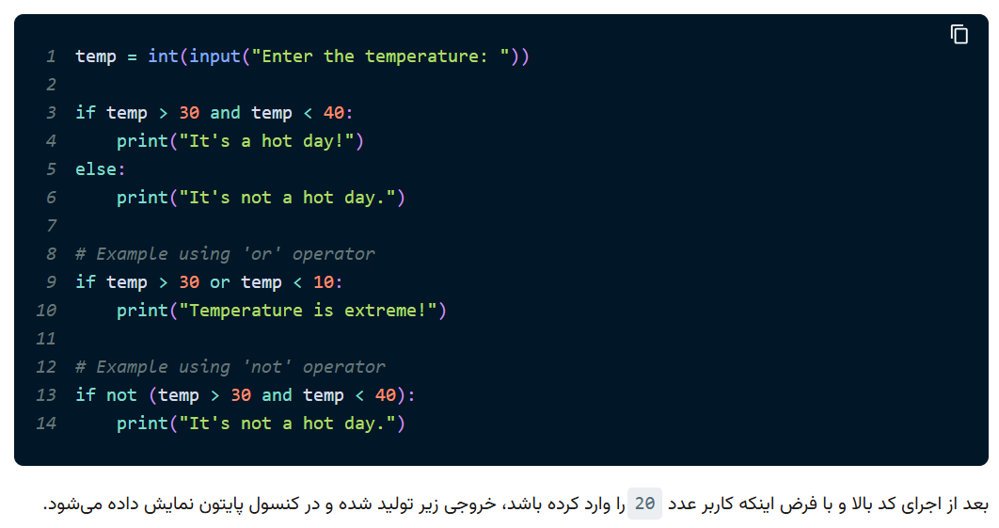 1 temp = int(input("Enter the temperature: "))
2
3 if temp > 30 and temp < 40:
4     print("It's a hot day!")
5 else:
6     print("It's not a hot day.")
7
8 # Example using 'or' operator
9 if temp > 30 or temp < 10:
10     print("Temperature is extreme!")
11
12 # Example using 'not' operator
13 if not (temp > 30 and temp < 40):
14     print("It's not a hot day.")
بعد از اجرای کد بالا و با فرض اینکه کاربر عدد 20 را وارد کرده باشد، خروجی زیر تولید شده و در کنسول پایتون نمایش داده می‌شود.